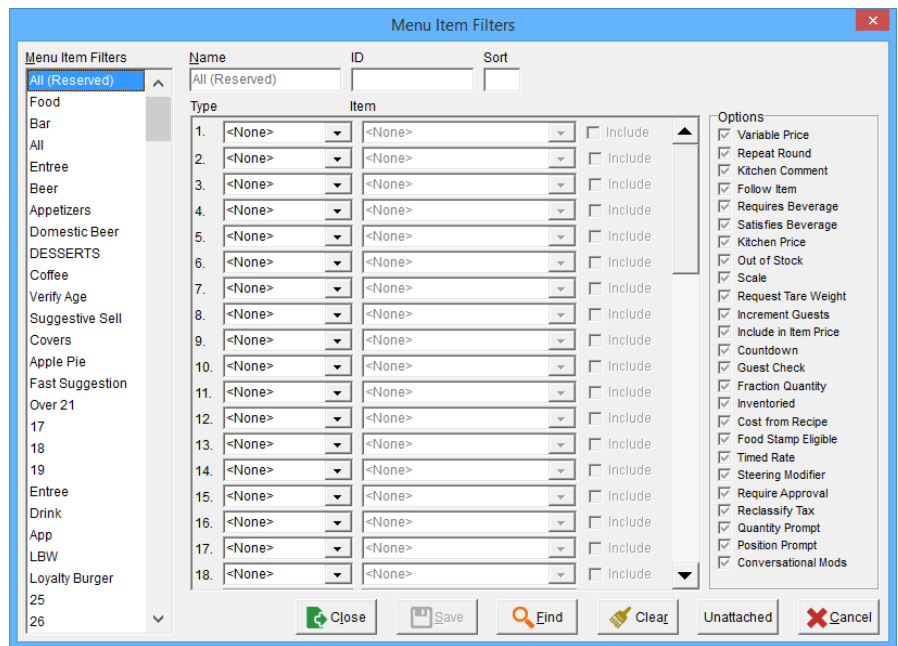 Menu Item Filters
Menu Item Filters
All (Reserved)
Food
Bar
All
Entree
Beer
Appetizers
Domestic Beer
DESSERTS
Coffee
Verify Age
Suggestive Sell
Covers
Apple Pie
Fast Suggestion
Over 21
17
18
19
Entree
Drink
App
LBW
Loyalty Burger
25
26
Name ID Sort
All (Reserved)
Type Item
1. <None> <None> Include
2. <None> <None> Include
3. <None> <None> Include
4. <None> <None> Include
5. <None> <None> Include
6. <None> <None> Include
7. <None> <None> Include
8. <None> <None> Include
9. <None> <None> Include
10. <None> <None> Include
11. <None> <None> Include
12. <None> <None> Include
13. <None> <None> Include
14. <None> <None> Include
15. <None> <None> Include
16. <None> <None> Include
17. <None> <None> Include
18. <None> <None> Include
Options
Variable Price
Repeat Round
Kitchen Comment
Follow Item
Requires Beverage
Satisfies Beverage
Kitchen Price
Out of Stock
Scale
Request Tare Weight
Increment Guests
Include in Item Price
Countdown
Guest Check
Fraction Quantity
Inventoried
Cost from Recipe
Food Stamp Eligible
Timed Rate
Steering Modifier
Require Approval
Reclassify Tax
Quantity Prompt
Position Prompt
Conversational Mods
Close Save Find Clear Unattached Cancel